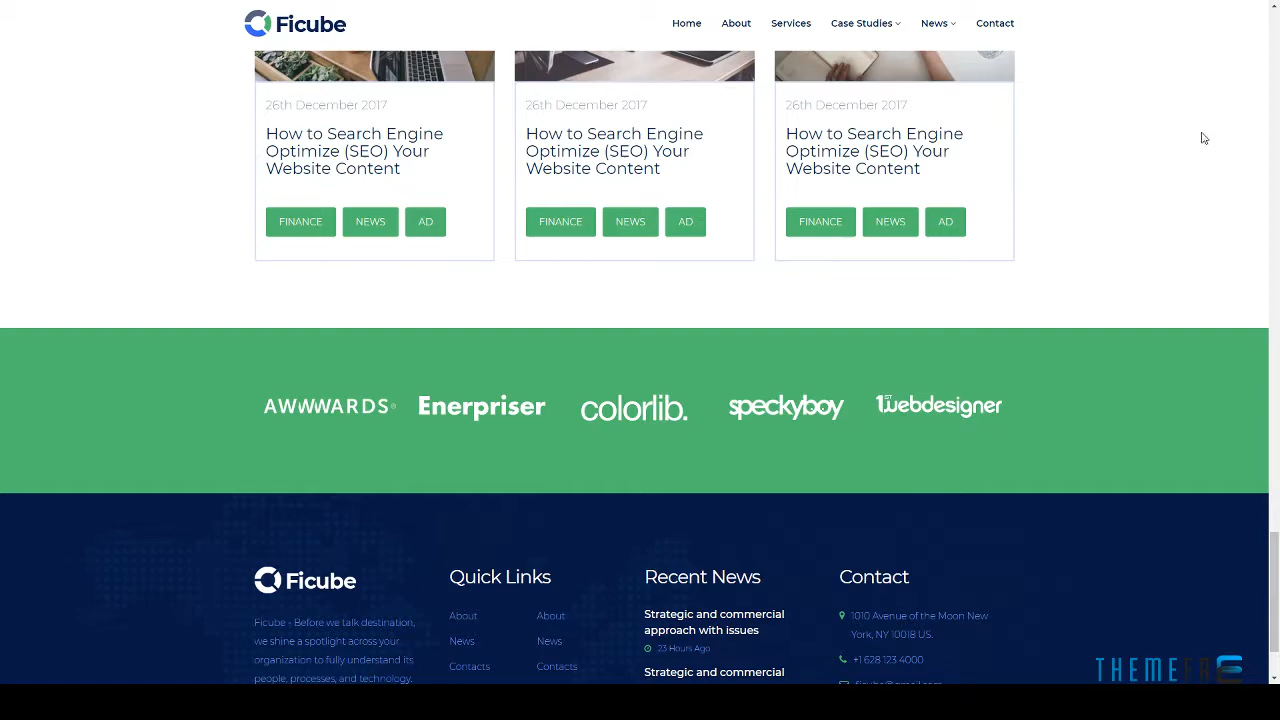 Ficube
Home About Services Case Studies News Contact
26th December 2017
How to Search Engine
Optimize (SEO) Your
Website Content
FINANCE NEWS AD
26th December 2017
How to Search Engine
Optimize (SEO) Your
Website Content
FINANCE NEWS AD
26th December 2017
How to Search Engine
Optimize (SEO) Your
Website Content
FINANCE NEWS AD
AWWWARDS®
Enerpriser
colorlib.
speckyboy
1ST webdesigner
Ficube
Ficube - Before we talk destination,
we shine a spotlight across your
organization to fully understand its
people, processes, and technology.
Quick Links
About About
News News
Contacts Contacts
Recent News
Strategic and commercial
approach with issues
23 Hours Ago
Strategic and commercial
Contact
1010 Avenue of the Moon New
York, NY 10018 US.
+1 628 123 4000
THEMEFRE